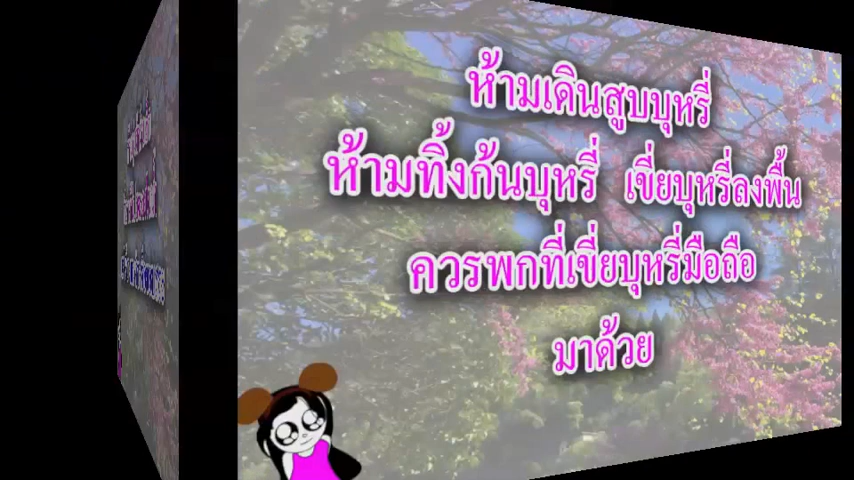 ห้ามเดินสูบบุหรี่
ห้ามทิ้งก้นบุหรี่ เขี่ยบุหรี่ลงพื้น
ควรพกที่เขี่ยบุหรี่มือถือ
มาด้วย